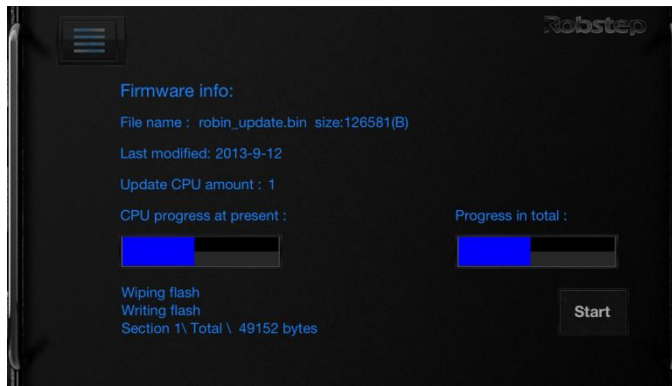 Robstep
Firmware info:
File name : robin_update.bin size:126581(B)
Last modified: 2013-9-12
Update CPU amount : 1
CPU progress at present :
Progress in total :
Wiping flash
Writing flash
Section 1\ Total \ 49152 bytes
Start